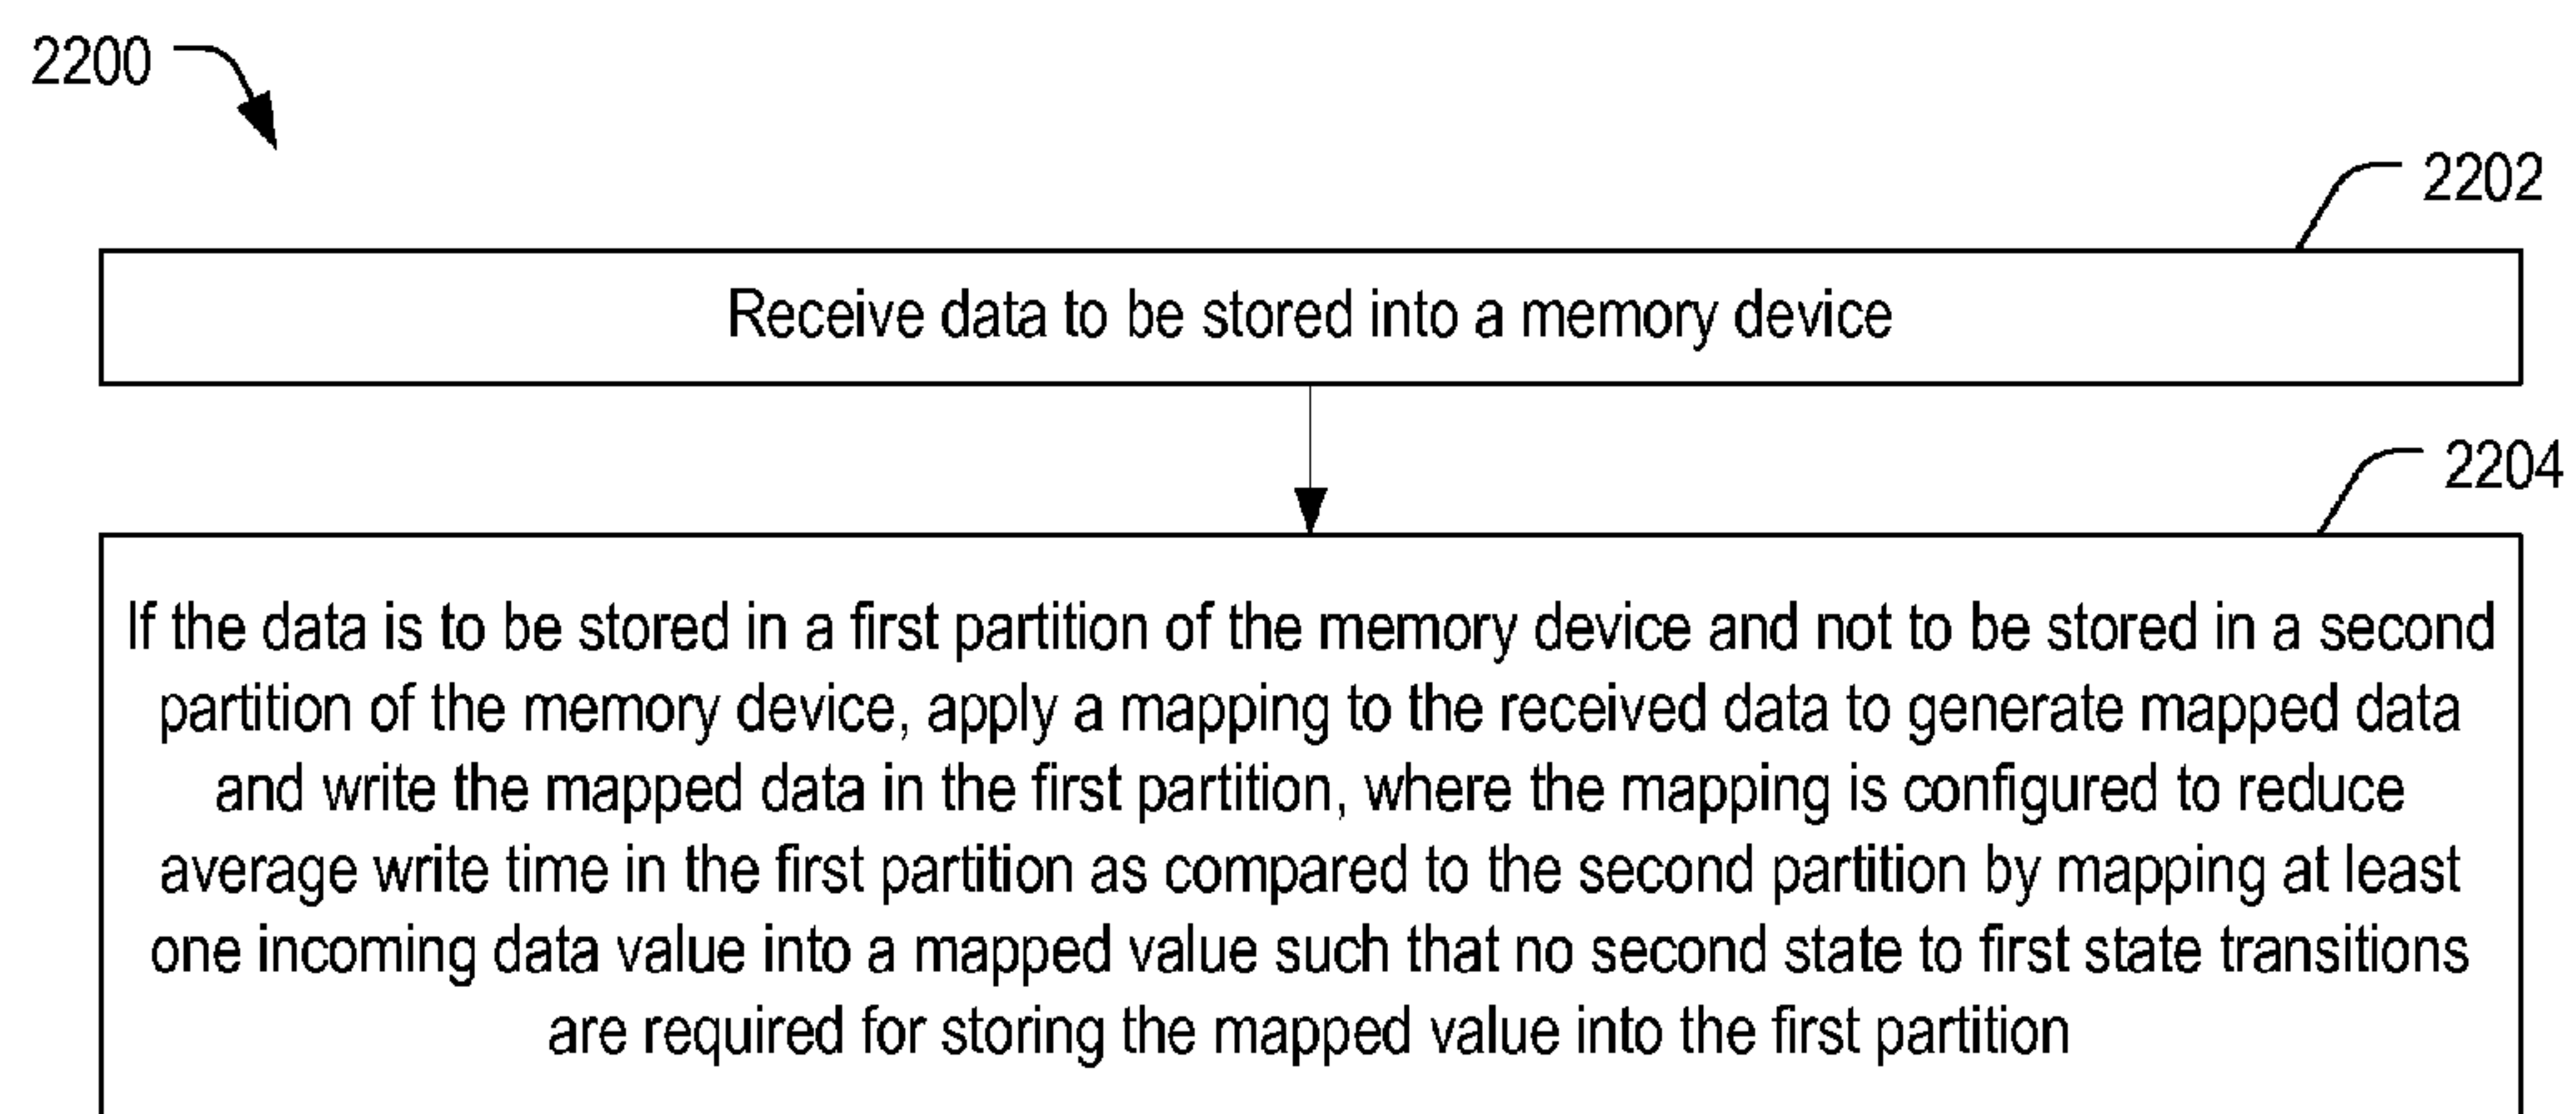 2200
2202
Receive data to be stored into a memory device
2204
If the data is to be stored in a first partition of the memory device and not to be stored in a second
partition of the memory device, apply a mapping to the received data to generate mapped data
and write the mapped data in the first partition, where the mapping is configured to reduce
average write time in the first partition as compared to the second partition by mapping at least
one incoming data value into a mapped value such that no second state to first state transitions
are required for storing the mapped value into the first partition